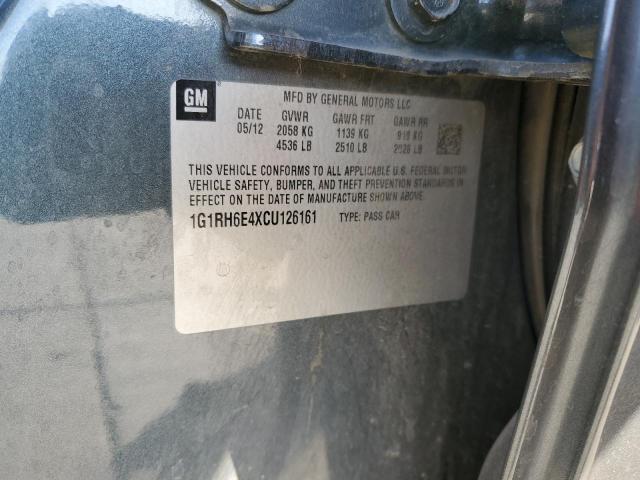 GM
MFD BY GENERAL MOTORS LLC
DATE GVWR GAWR FRT GAWR RR
05/12 2058 KG 1139 KG 919 KG
4536 LB 2510 LB 2026 LB
THIS VEHICLE CONFORMS TO ALL APPLICABLE U.S. FEDERAL MOTOR
VEHICLE SAFETY, BUMPER, AND THEFT PREVENTION STANDARDS IN
EFFECT ON THE DATE OF MANUFACTURE SHOWN ABOVE.
1G1RH6E4XCU126161 TYPE: PASS CAR